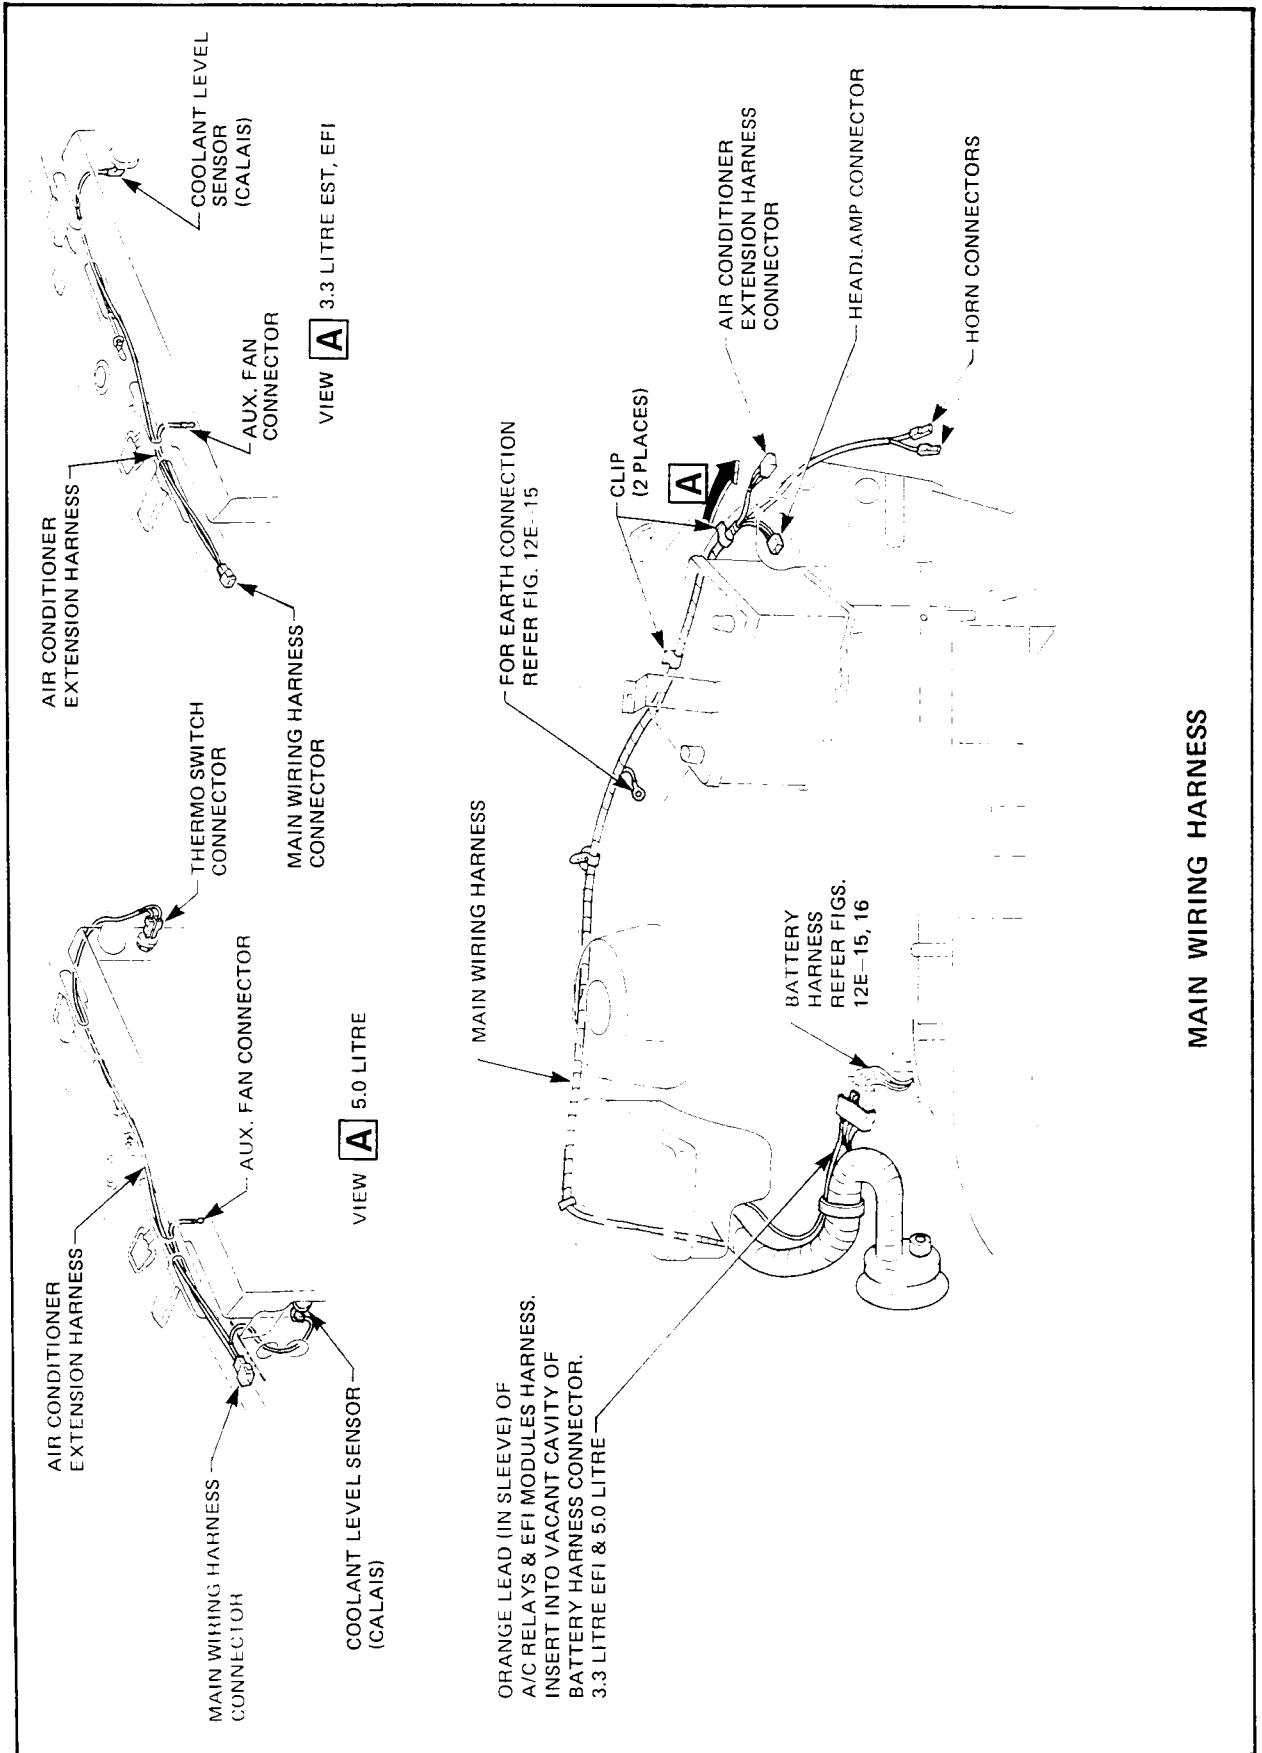 AIR CONDITIONER
EXTENSION HARNESS
MAIN WIRING HARNESS
CONNECTOR
THERMO SWITCH
CONNECTOR
AUX. FAN CONNECTOR
COOLANT LEVEL SENSOR
(CALAIS)
VIEW A 5.0 LITRE
AIR CONDITIONER
EXTENSION HARNESS
COOLANT LEVEL
SENSOR
(CALAIS)
AUX. FAN
CONNECTOR
MAIN WIRING HARNESS
CONNECTOR
VIEW A 3.3 LITRE EST, EFI
ORANGE LEAD (IN SLEEVE) OF
A/C RELAYS & EFI MODULES HARNESS.
INSERT INTO VACANT CAVITY OF
BATTERY HARNESS CONNECTOR.
3.3 LITRE EFI & 5.0 LITRE
MAIN WIRING HARNESS
FOR EARTH CONNECTION
REFER FIG. 12E-15
CLIP
(2 PLACES)
A
AIR CONDITIONER
EXTENSION HARNESS
CONNECTOR
HEADLAMP CONNECTOR
HORN CONNECTORS
BATTERY
HARNESS
REFER FIGS.
12E-15, 16
MAIN WIRING HARNESS